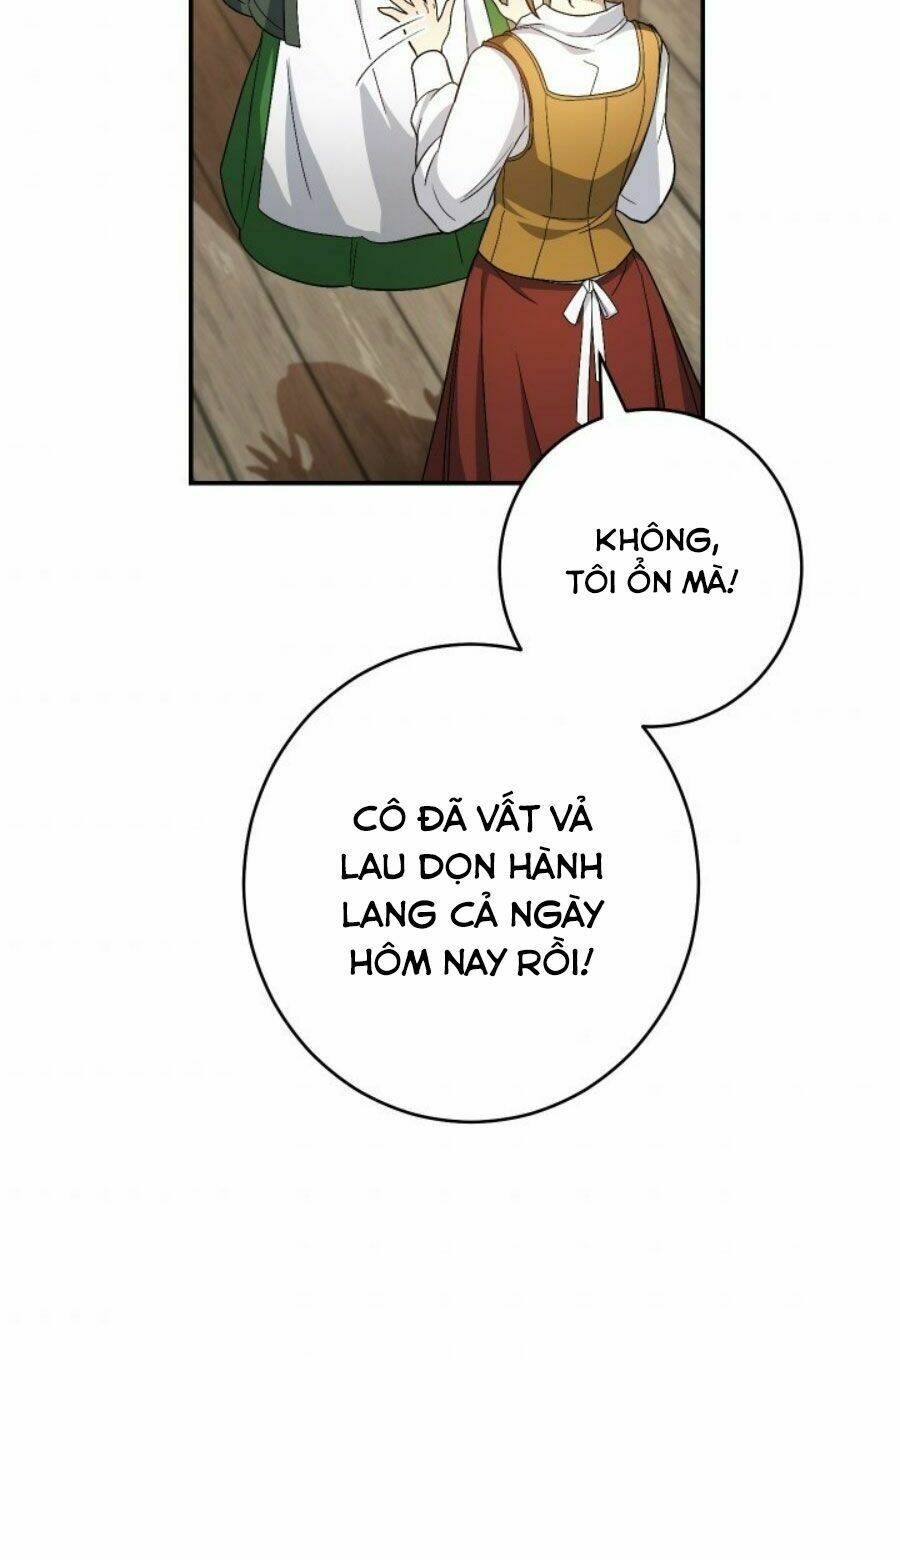 KHÔNG,
TÔI ỔN MÀ!
CÔ ĐÃ VẤT VẢ
LAU DỌN HÀNH
LANG CẢ NGÀY
HÔM NAY RỒI!